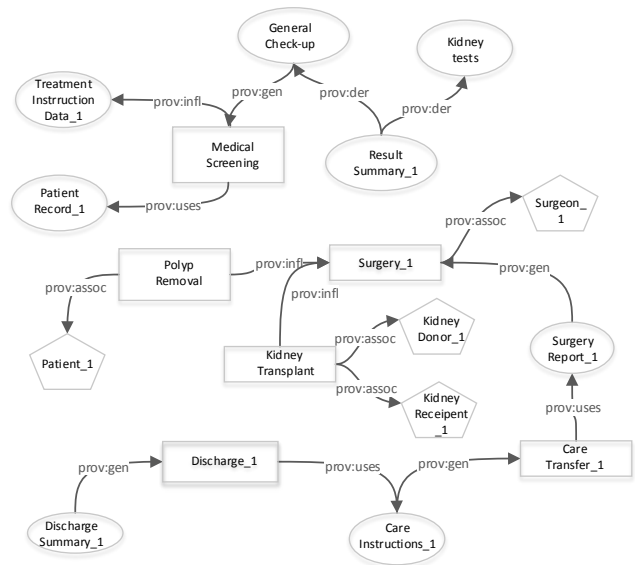 General
Check-up
Kidney
tests
Treatment
Instruction
Data_1
prov:infl
prov:gen
prov:der
prov:der
Medical
Screening
Result
Summary_1
Patient
Record_1
prov:uses
Surgeon_
1
prov:assoc
Polyp
Removal
prov:infl
Surgery_1
prov:gen
prov:assoc
prov:infl
Kidney
Donor_1
prov:assoc
Patient_1
Kidney
Transplant
Surgery
Report_1
prov:assoc
Kidney
Receipent
_1
prov:uses
prov:gen
Discharge_1
prov:uses
prov:gen
Care
Transfer_1
Discharge
Summary_1
Care
Instructions_1